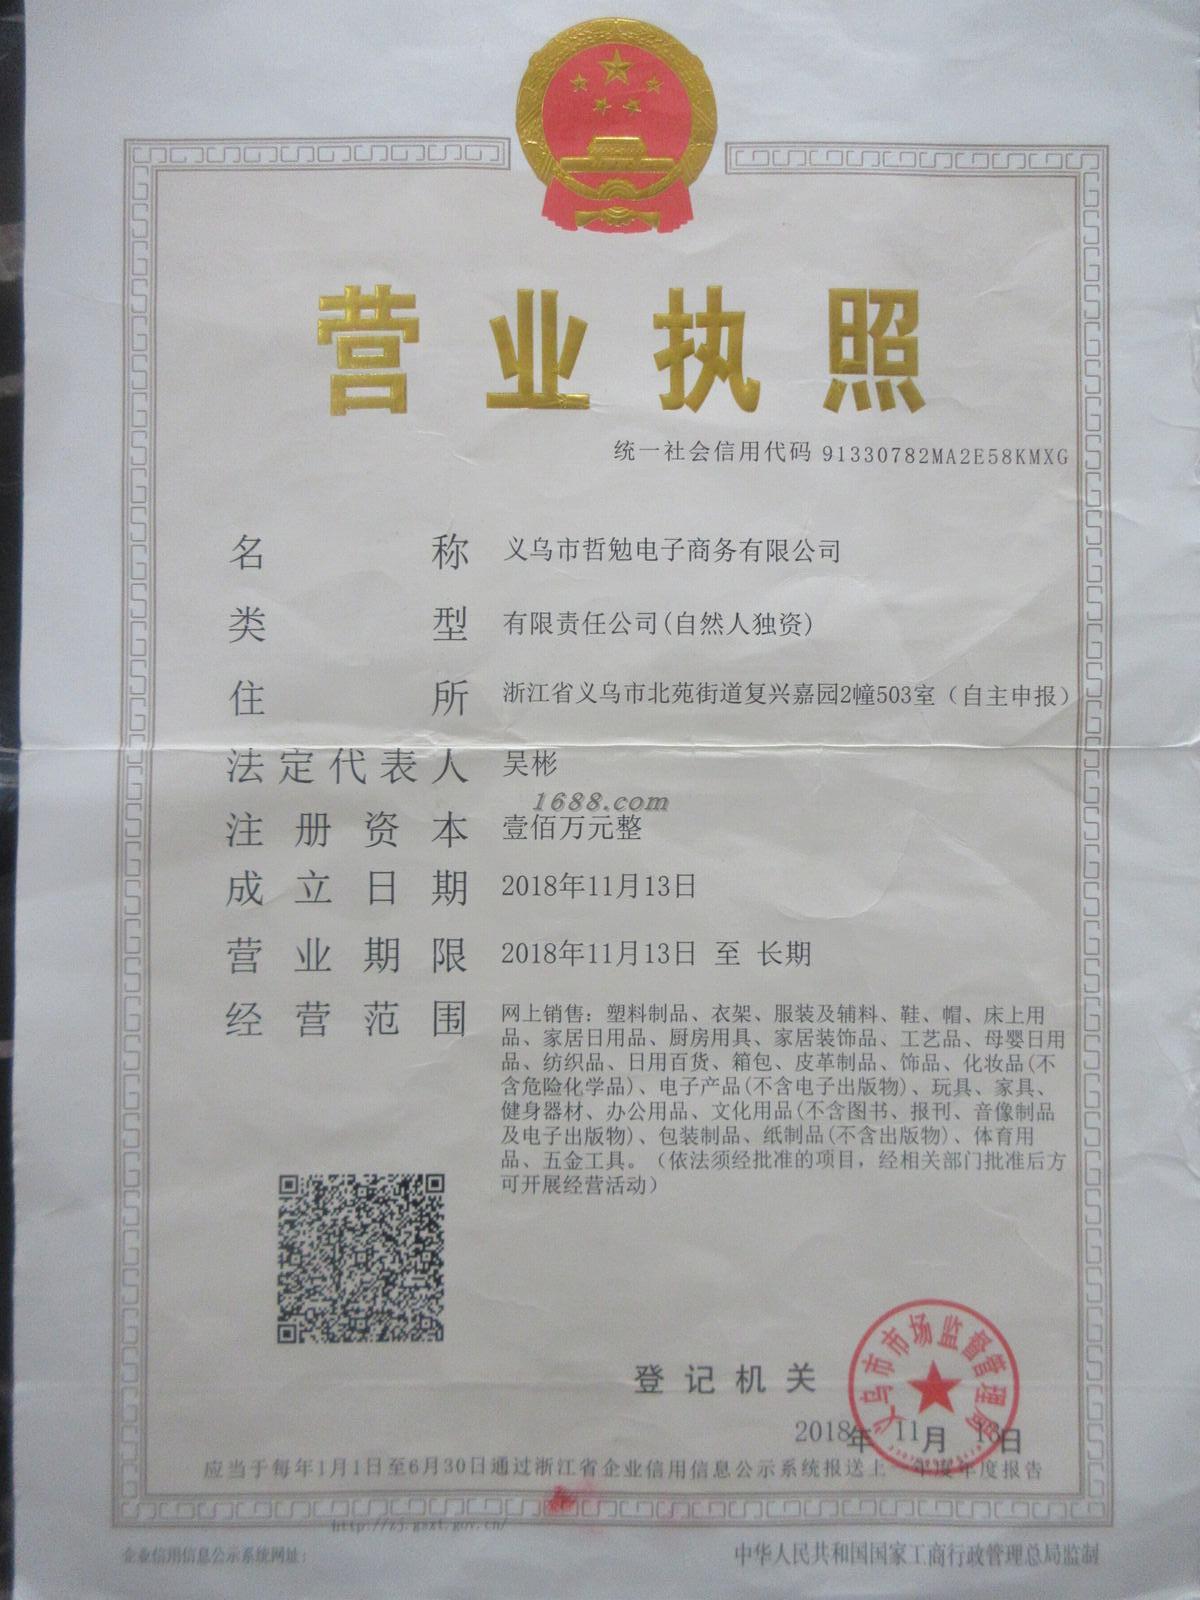 营业执照
统一社会信用代码 91330782MA2E58KMXG
名称 义乌市哲勉电子商务有限公司
类型 有限责任公司(自然人独资)
住所 浙江省义乌市北苑街道复兴嘉园2幢503室（自主申报）
法定代表人 吴彬
1688.com
注册资本 壹佰万元整
成立日期 2018年11月13日
营业期限 2018年11月13日 至 长期
经营范围 网上销售：塑料制品、衣架、服装及辅料、鞋、帽、床上用
品、家居日用品、厨房用具、家居装饰品、工艺品、母婴日用
品、纺织品、日用百货、箱包、皮革制品、饰品、化妆品(不
含危险化学品)、电子产品(不含电子出版物)、玩具、家具、
健身器材、办公用品、文化用品(不含图书、报刊、音像制品
及电子出版物)、包装制品、纸制品(不含出版物)、体育用
品、五金工具。（依法须经批准的项目，经相关部门批准后方
可开展经营活动）
义乌市市场监督管理局
登记机关
2018年 11月 日
应当于每年1月1日至6月30日通过浙江省企业信用信息公示系统报送上一年度年度报告
http://zj.gsxt.gov.cn/
企业信用信息公示系统网址：
中华人民共和国国家工商行政管理总局监制